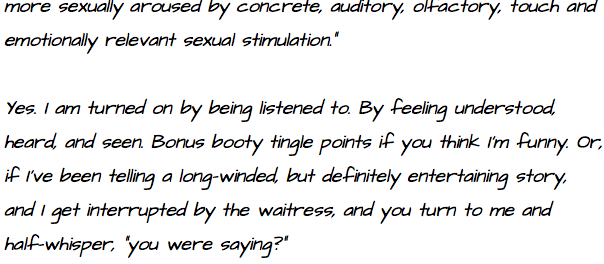 more sexually aroused by concrete, auditory, olfactory, touch and
emotionally relevant sexual stimulation."
Yes. I am turned on by being listened to. By feeling understood,
heard, and seen. Bonus booty tingle points if you think I'm funny. Or,
if I've been telling a long-winded, but definitely entertaining story,
and I get interrupted by the waitress, and you turn to me and
half-whisper, "you were saying?"